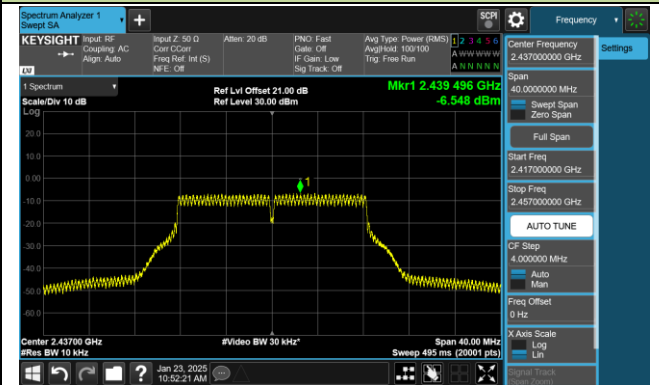 Spectrum Analyzer 1
Swept SA
SCPI
Frequency
KEYSIGHT
Input: RF
Coupling: AC
Align: Auto
Input Z: 50 Ω
Corr CCorr
Freq Ref: Int (S)
NFE: Off
Atten: 20 dB
PNO: Fast
Gate: Off
IF Gain: Low
Sig Track: Off
Avg Type: Power (RMS)
Avg|Hold: 100/100
Trig: Free Run
1 2 3 4 5 6
A W W W W W
A N N N N N
LXI
1 Spectrum
Scale/Div 10 dB
Log
Ref Lvl Offset 21.00 dB
Ref Level 30.00 dBm
Mkr1 2.439 496 GHz
-6.548 dBm
20.0
10.0
0.00
-10.0
-20.0
-30.0
-40.0
-50.0
-60.0
1
Center 2.43700 GHz
#Res BW 10 kHz
#Video BW 30 kHz*
Span 40.00 MHz
Sweep 495 ms (20001 pts)
Jan 23, 2025
10:52:21 AM
Center Frequency
2.437000000 GHz
Settings
Span
40.0000000 MHz
Swept Span
Zero Span
Full Span
Start Freq
2.417000000 GHz
Stop Freq
2.457000000 GHz
AUTO TUNE
CF Step
4.000000 MHz
Auto
Man
Freq Offset
0 Hz
X Axis Scale
Log
Lin
Signal Track
(Span Zoom)